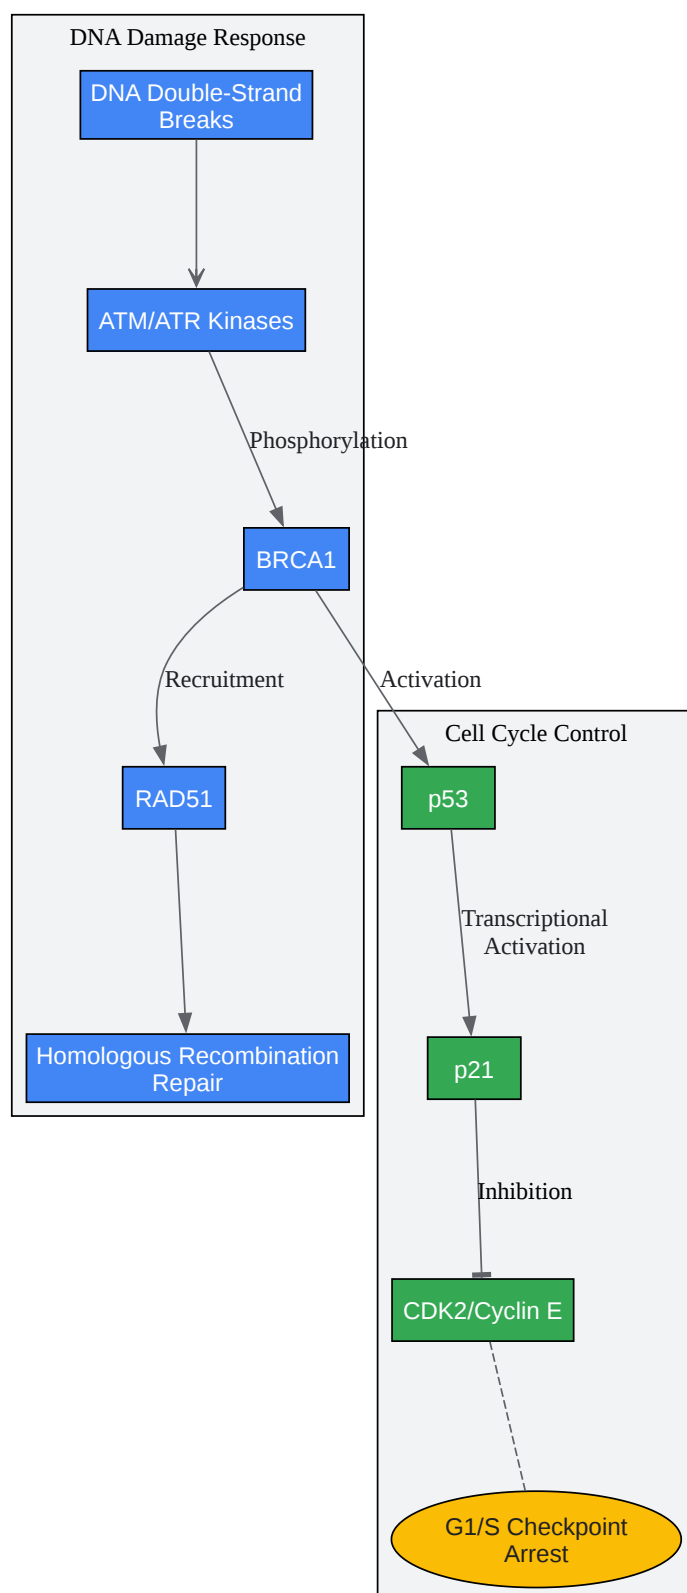 DNA Damage Response
DNA Double-Strand
Breaks
ATM/ATR Kinases
Phosphorylation
BRCA1
Recruitment
Activation
Cell Cycle Control
RAD51
p53
Transcriptional
Activation
Homologous Recombination
Repair
p21
Inhibition
CDK2/Cyclin E
G1/S Checkpoint
Arrest